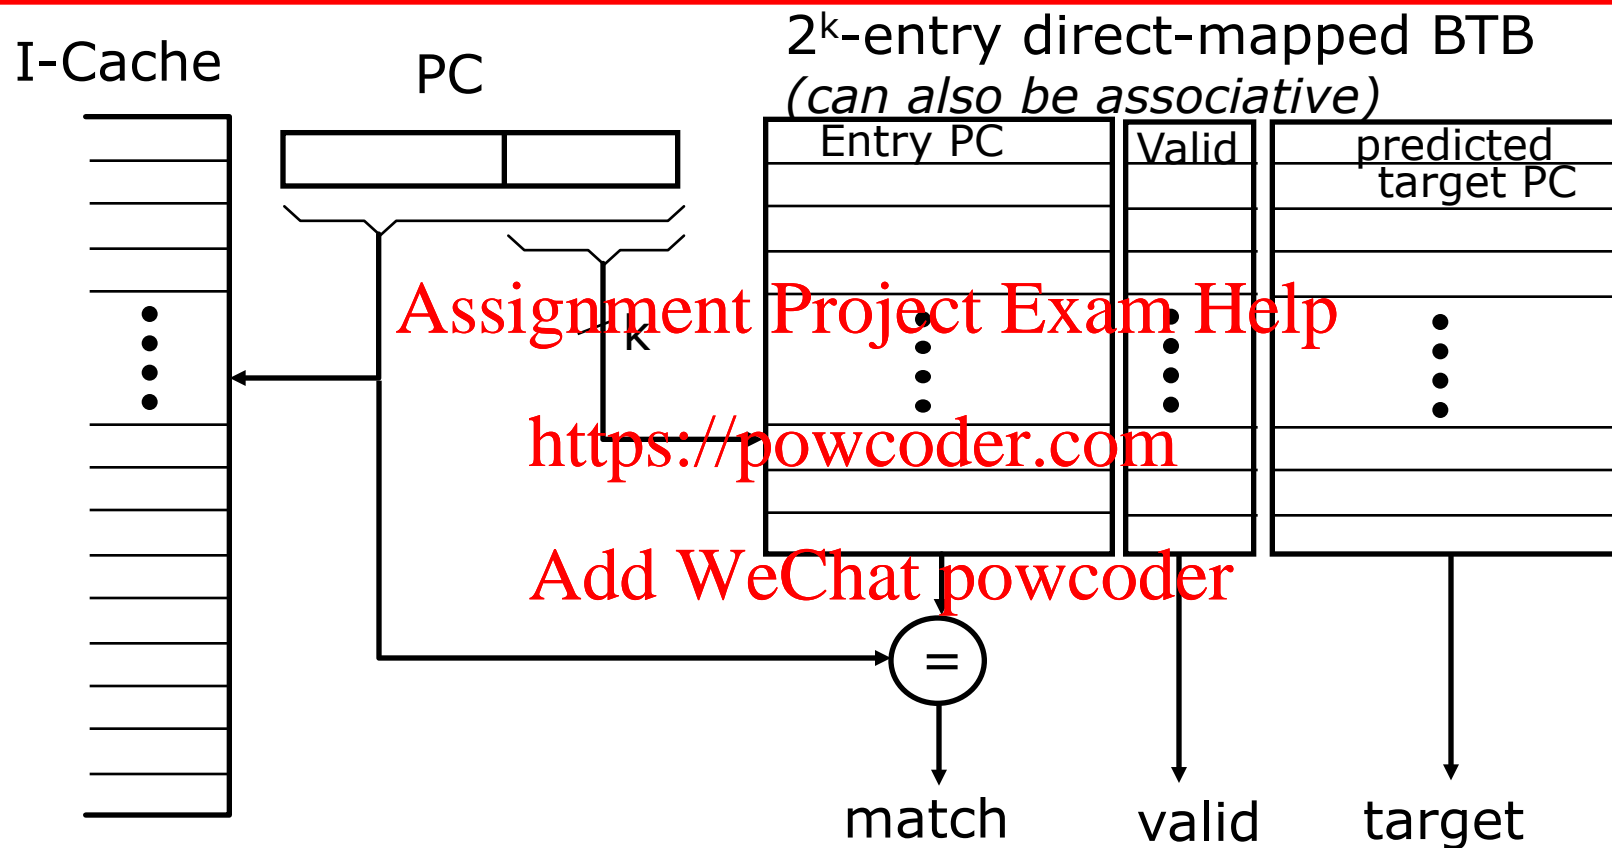 2ᵏ-entry direct-mapped BTB
(can also be associative)
I-Cache
PC
Entry PC
Valid
predicted
target PC
Assignment Project Exam Help
k
https://powcoder.com
Add WeChat powcoder
=
match
valid
target